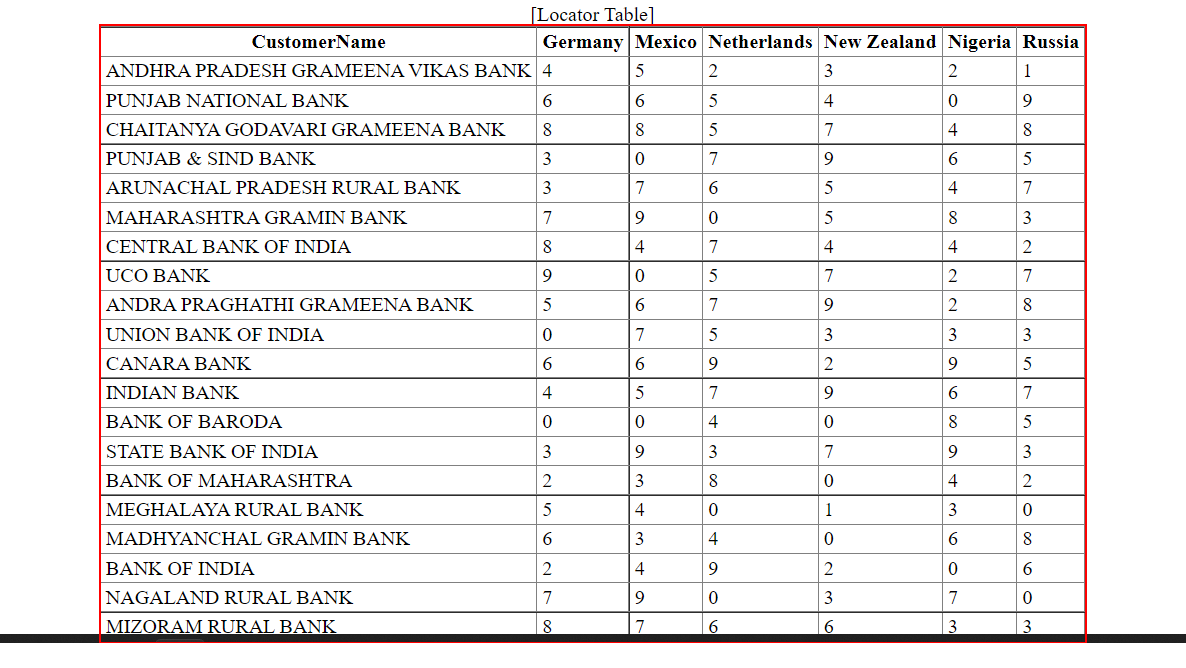 [Locator Table]
CustomerName Germany Mexico Netherlands New Zealand Nigeria Russia
ANDHRA PRADESH GRAMEENA VIKAS BANK 4 5 2 3 2 1
PUNJAB NATIONAL BANK 6 6 5 4 0 9
CHAITANYA GODAVARI GRAMEENA BANK 8 8 5 7 4 8
PUNJAB & SIND BANK 3 0 7 9 6 5
ARUNACHAL PRADESH RURAL BANK 3 7 6 5 4 7
MAHARASHTRA GRAMIN BANK 7 9 0 5 8 3
CENTRAL BANK OF INDIA 8 4 7 4 4 2
UCO BANK 9 0 5 7 2 7
ANDRA PRAGHATHI GRAMEENA BANK 5 6 7 9 2 8
UNION BANK OF INDIA 0 7 5 3 3 3
CANARA BANK 6 6 9 2 9 5
INDIAN BANK 4 5 7 9 6 7
BANK OF BARODA 0 0 4 0 8 5
STATE BANK OF INDIA 3 9 3 7 9 3
BANK OF MAHARASHTRA 2 3 8 0 4 2
MEGHALAYA RURAL BANK 5 4 0 1 3 0
MADHYANCHAL GRAMIN BANK 6 3 4 0 6 8
BANK OF INDIA 2 4 9 2 0 6
NAGALAND RURAL BANK 7 9 0 3 7 0
MIZORAM RURAL BANK 8 7 6 6 3 3